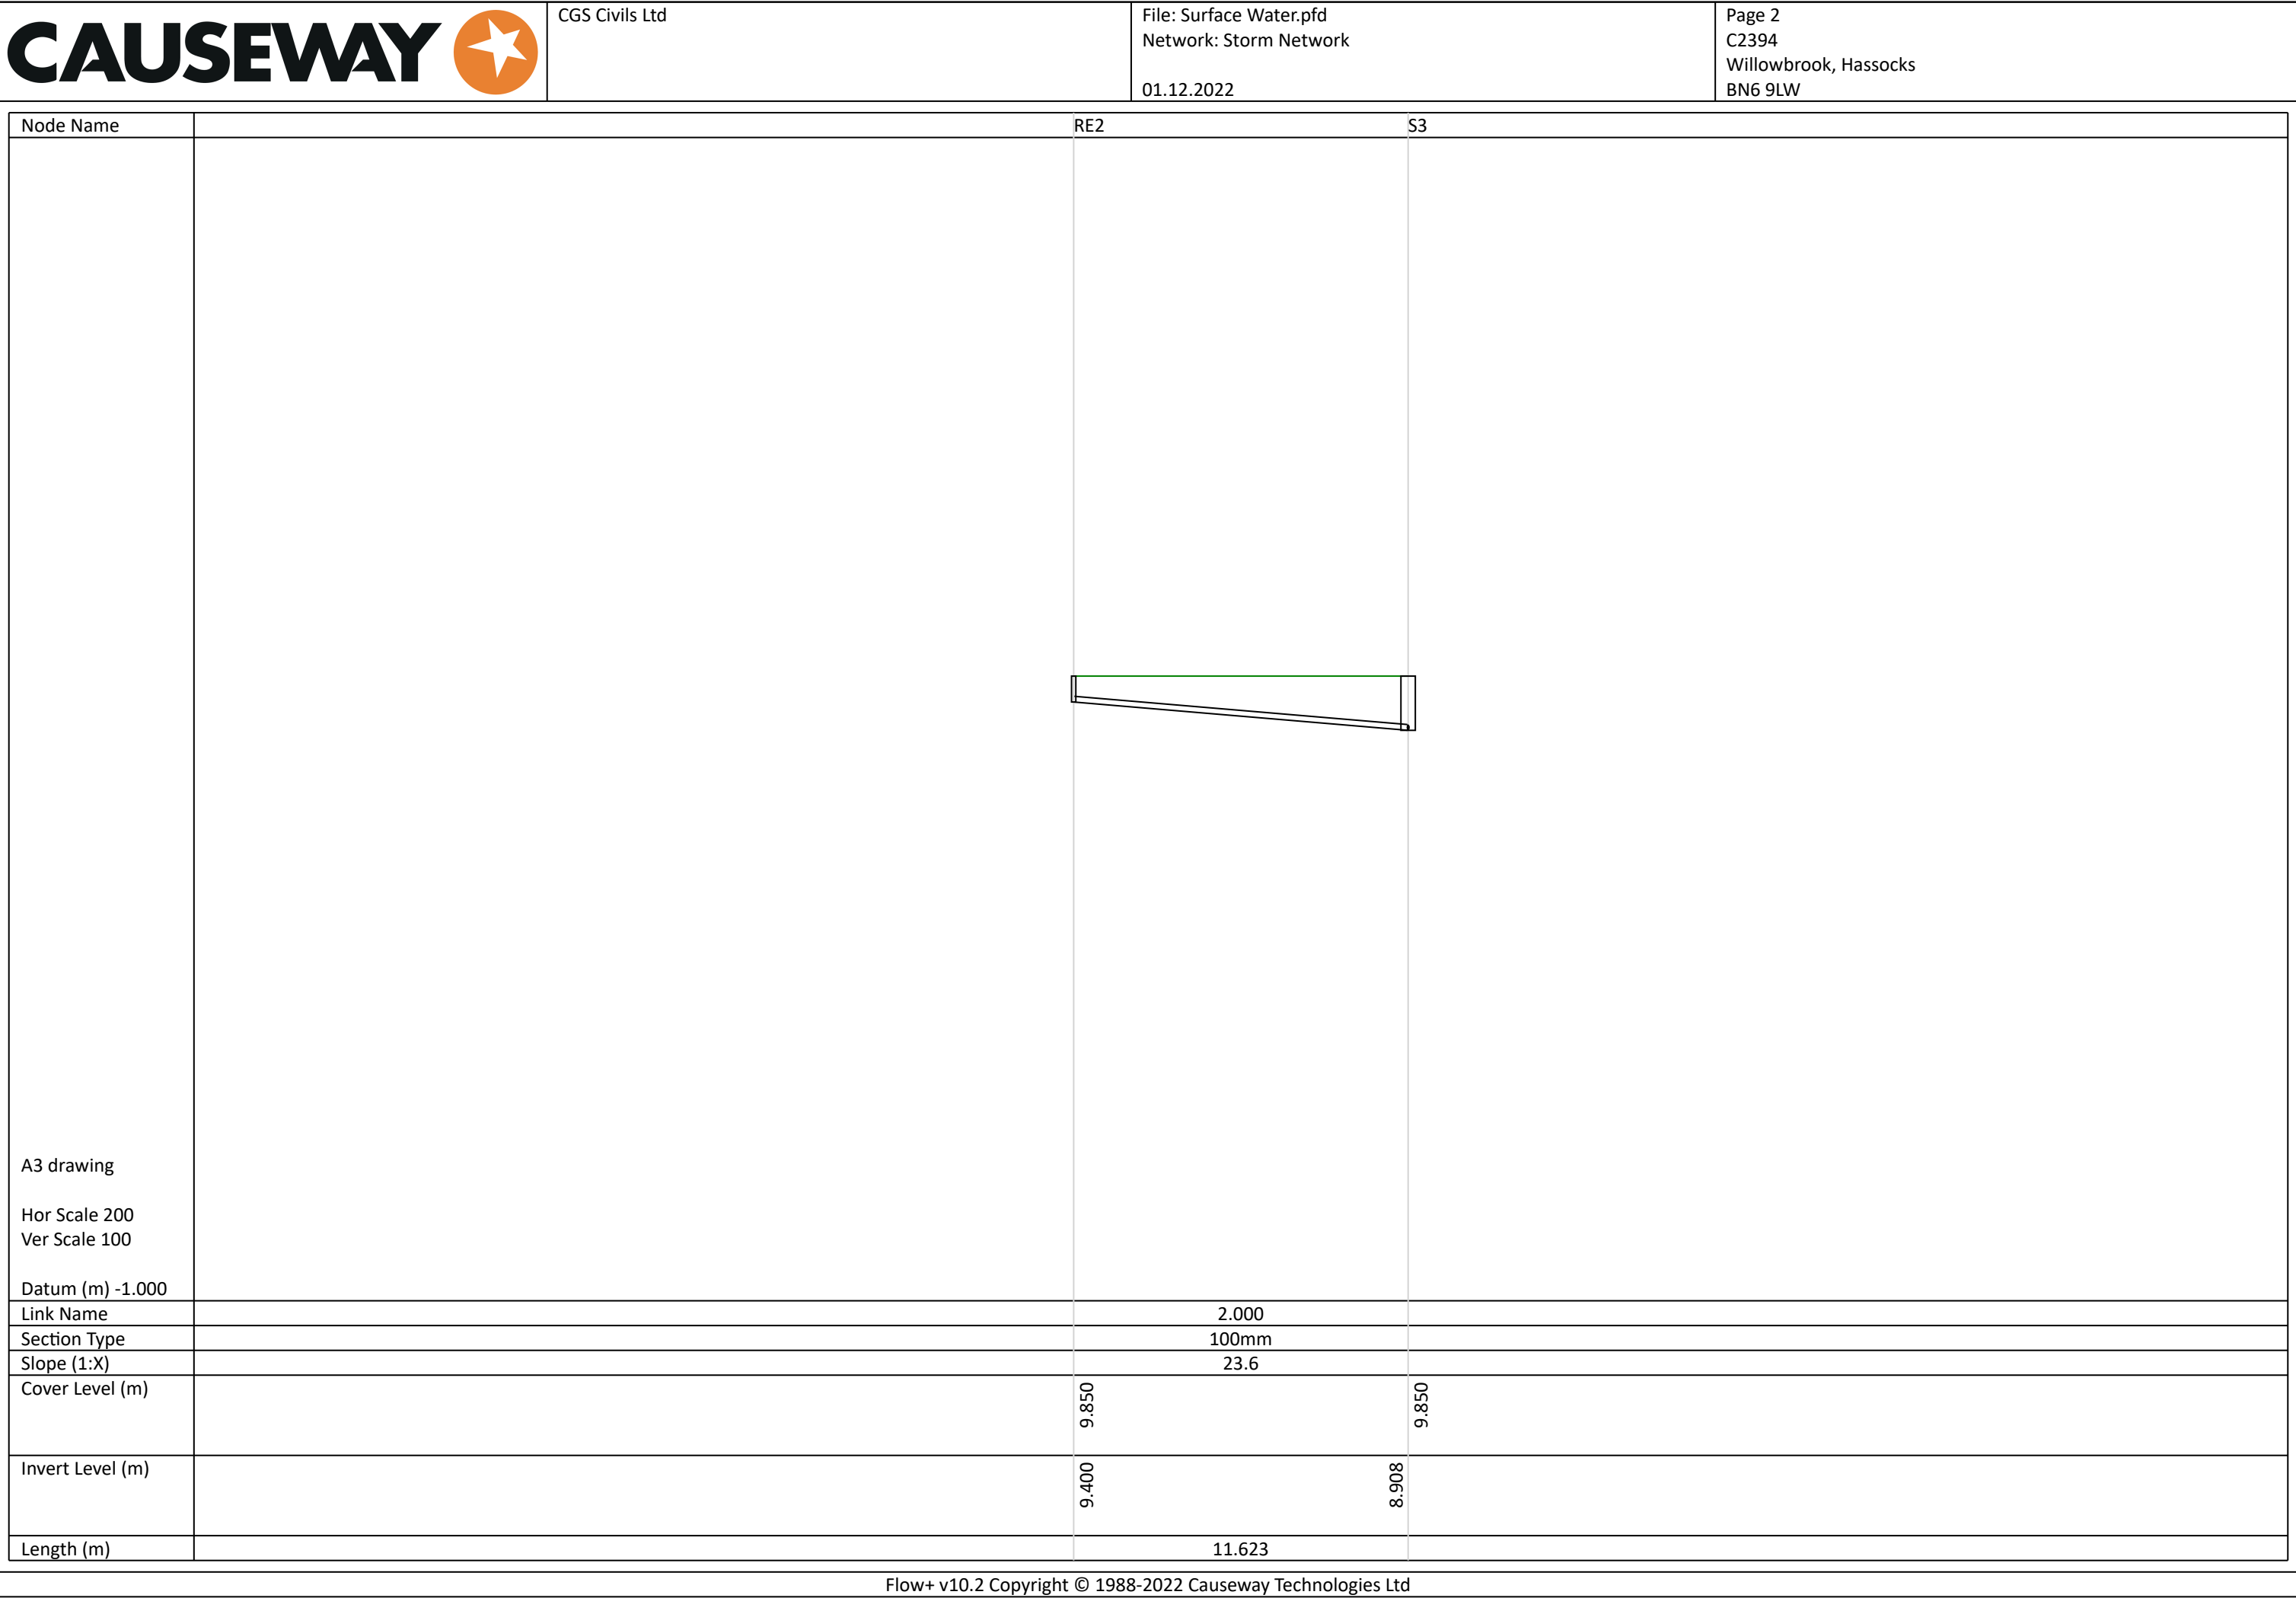 CAUSEWAY
CGS Civils Ltd
File: Surface Water.pfd
Network: Storm Network
01.12.2022
Page 2
C2394
Willowbrook, Hassocks
BN6 9LW
Node Name RE2 S3
A3 drawing
Hor Scale 200
Ver Scale 100
Datum (m) -1.000
Link Name 2.000
Section Type 100mm
Slope (1:X) 23.6
Cover Level (m) 9.850 9.850
Invert Level (m) 9.400 8.908
Length (m) 11.623
Flow+ v10.2 Copyright © 1988-2022 Causeway Technologies Ltd